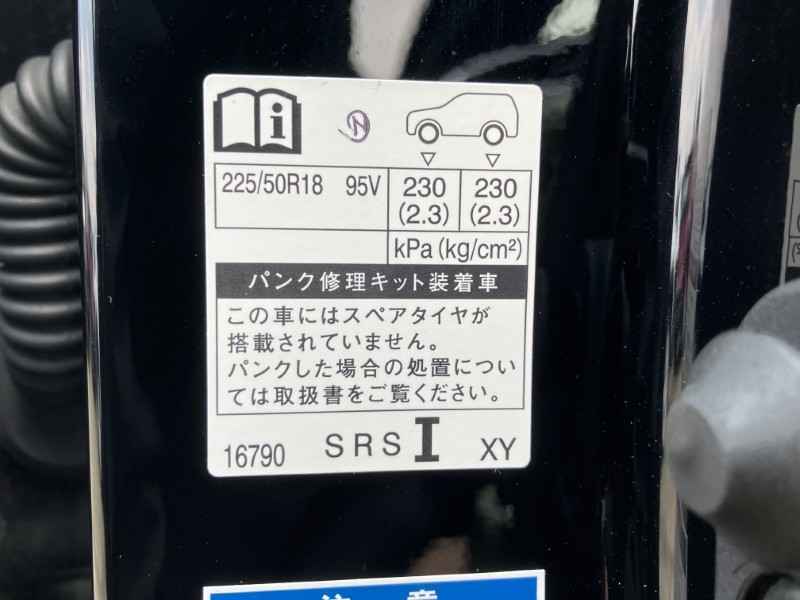 225/50R18 95V 230 (2.3) 230 (2.3)
kPa (kg/cm²)
パンク修理キット装着車
この車にはスペアタイヤが
搭載されていません。
パンクした場合の処置につい
ては取扱書をご覧ください。
16790 SRS I XY
注意